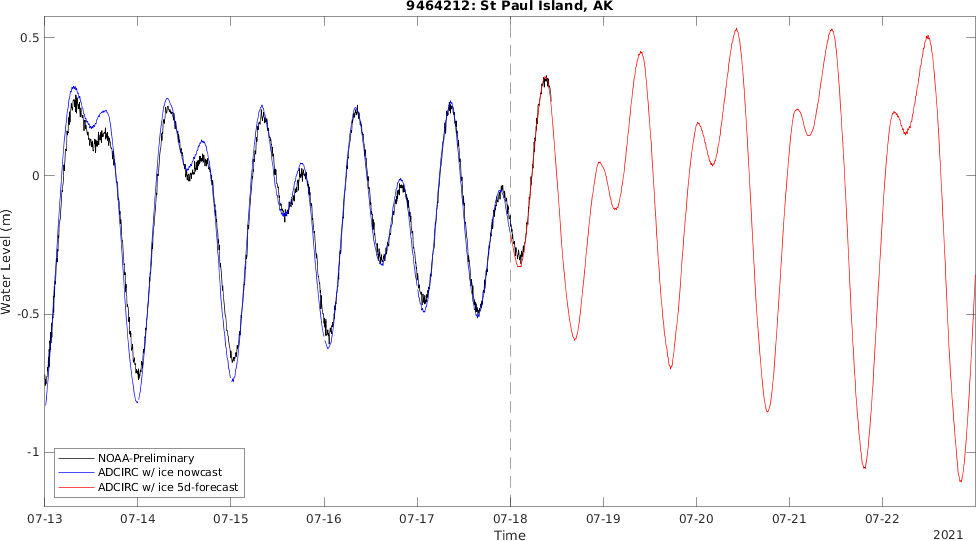 9464212: St Paul Island, AK
0.5
0
-0.5
-1
Water Level (m)
NOAA-Preliminary
ADCIRC w/ ice nowcast
ADCIRC w/ ice 5d-forecast
07-13 07-14 07-15 07-16 07-17 07-18 07-19 07-20 07-21 07-22
Time
2021